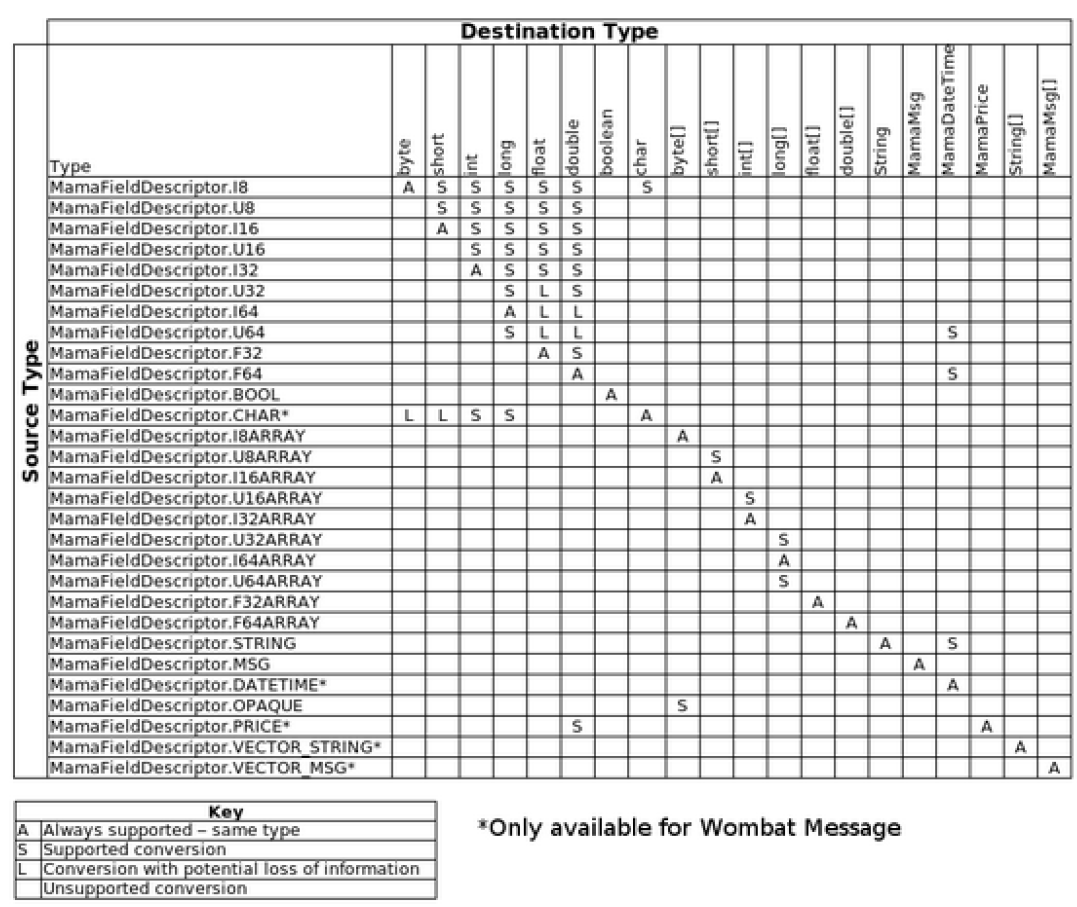 Destination Type
Source Type
Type byte short int long float double boolean char byte[] short[] int[] long[] float[] double[] String MamaMsg MamaDateTime MamaPrice String[] MamaMsg[]
MamaFieldDescriptor.I8 A S S S S S S
MamaFieldDescriptor.U8 S S S S S
MamaFieldDescriptor.I16 A S S S S
MamaFieldDescriptor.U16 S S S S
MamaFieldDescriptor.I32 A S S S
MamaFieldDescriptor.U32 S L S
MamaFieldDescriptor.I64 A L L
MamaFieldDescriptor.U64 S L L S
MamaFieldDescriptor.F32 A S
MamaFieldDescriptor.F64 A S
MamaFieldDescriptor.BOOL A
MamaFieldDescriptor.CHAR* L L S S A
MamaFieldDescriptor.I8ARRAY A
MamaFieldDescriptor.U8ARRAY S
MamaFieldDescriptor.I16ARRAY A
MamaFieldDescriptor.U16ARRAY S
MamaFieldDescriptor.I32ARRAY A
MamaFieldDescriptor.U32ARRAY S
MamaFieldDescriptor.I64ARRAY A
MamaFieldDescriptor.U64ARRAY S
MamaFieldDescriptor.F32ARRAY A
MamaFieldDescriptor.F64ARRAY A
MamaFieldDescriptor.STRING A S
MamaFieldDescriptor.MSG A
MamaFieldDescriptor.DATETIME* A
MamaFieldDescriptor.OPAQUE S
MamaFieldDescriptor.PRICE* S A
MamaFieldDescriptor.VECTOR_STRING* A
MamaFieldDescriptor.VECTOR_MSG* A
Key
A Always supported – same type
S Supported conversion
L Conversion with potential loss of information
Unsupported conversion
*Only available for Wombat Message